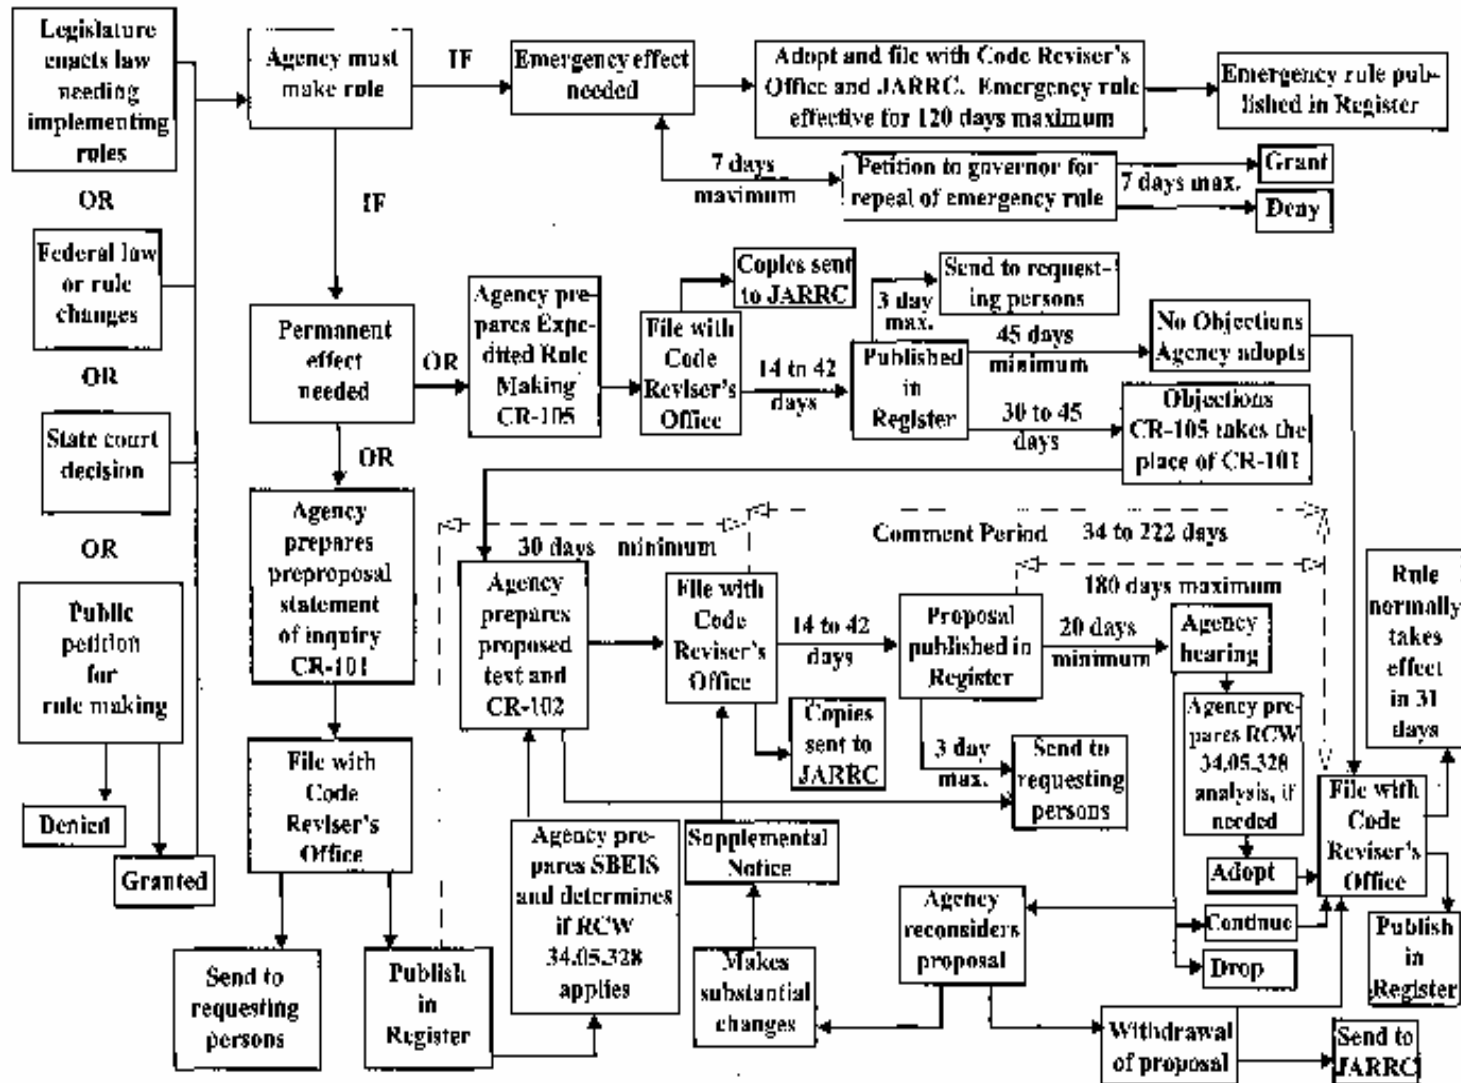 Legislature
enacts law
needing
implementing
rules
OR
Federal law
or rule
changes
OR
State court
decision
OR
Public
petition
for
rule making
Denied
Granted
Agency must
make role
IF
Emergency effect
needed
Adopt and file with Code Reviser's
Office and JARRC. Emergency rule
effective for 120 days maximum
Emergency rule pub-
lished in Register
7 days
maximum
Petition to governor for
repeal of emergency rule
7 days max.
Grant
Deny
IF
Permanent
effect
needed
OR
Agency pre-
pares Expe-
dited Rule
Making
CR-105
File with
Code
Reviser's
Office
Copies sent
to JARRC
14 to 42
days
Published
in
Register
3 day
max.
Send to request-
ing persons
45 days
minimum
No Objections
Agency adopts
30 to 45
days
Objections
CR-105 takes the
place of CR-101
OR
Agency
prepares
preproposal
statement
of inquiry
CR-101
File with
Code
Reviser's
Office
Send to
requesting
persons
Publish
in
Register
30 days minimum
Comment Period 34 to 222 days
180 days maximum
Agency
prepares
proposed
text and
CR-102
File with
Code
Reviser's
Office
14 to 42
days
Proposal
published in
Register
20 days
minimum
Agency
hearing
Copies
sent to
JARRC
3 day
max.
Send to
requesting
persons
Agency pre-
pares RCW
34.05.328
analysis, if
needed
Rule
normally
takes
effect
in 31
days
File with
Code
Reviser's
Office
Agency pre-
pares SBEIS
and determines
if RCW
34.05.328
applies
Supplemental
Notice
Makes
substantial
changes
Agency
reconsiders
proposal
Adopt
Continue
Drop
Publish
in
Register
Withdrawal
of proposal
Send to
JARRC